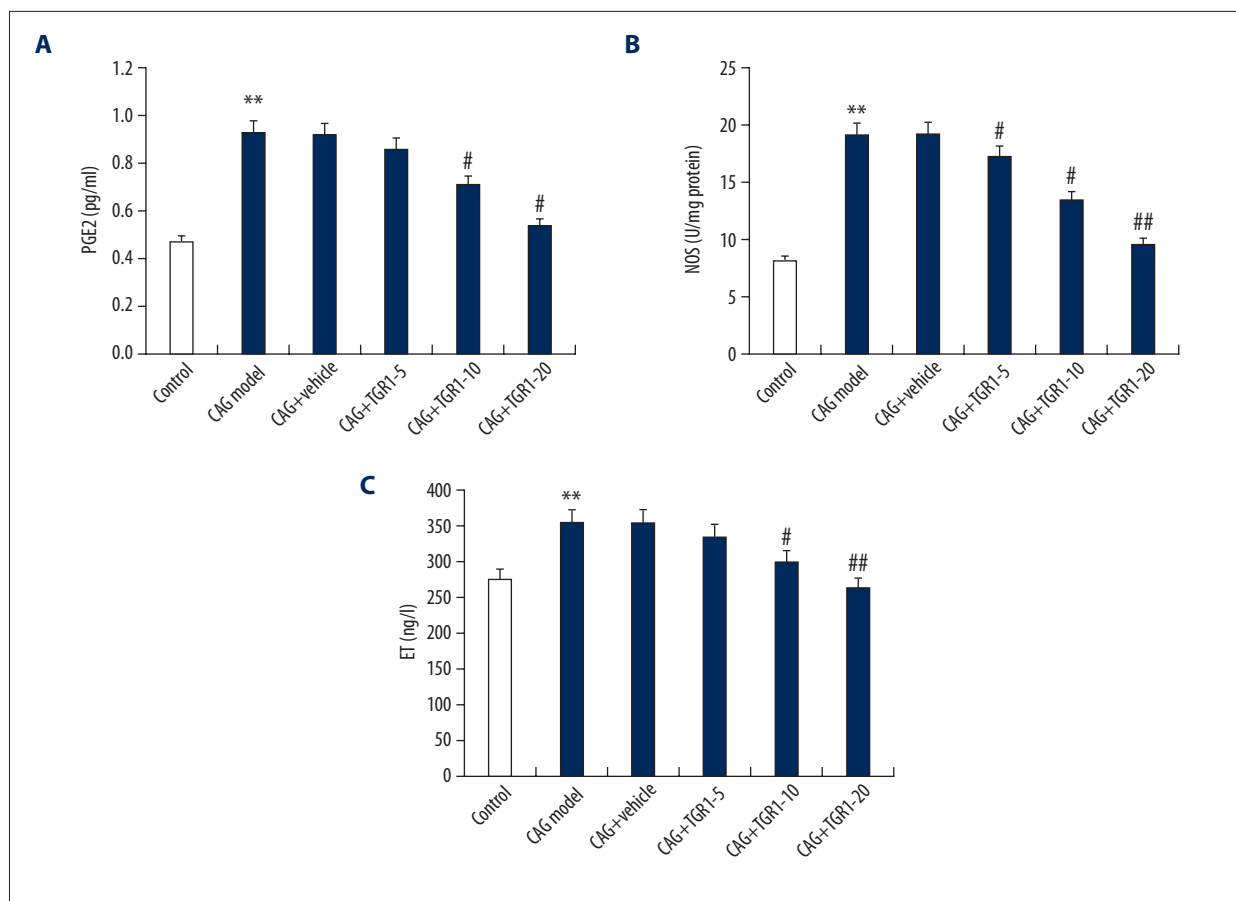 A
PGE2 (pg/ml)
1.2
1.0
0.8
0.6
0.4
0.2
0.0
**
#
#
Control
CAG model
CAG+vehicle
CAG+TGR1-5
CAG+TGR1-10
CAG+TGR1-20
B
NOS (U/mg protein)
25
20
15
10
5
0
**
#
#
##
Control
CAG model
CAG+vehicle
CAG+TGR1-5
CAG+TGR1-10
CAG+TGR1-20
C
ET (ng/l)
400
350
300
250
200
150
100
50
0
**
#
##
Control
CAG model
CAG+vehicle
CAG+TGR1-5
CAG+TGR1-10
CAG+TGR1-20